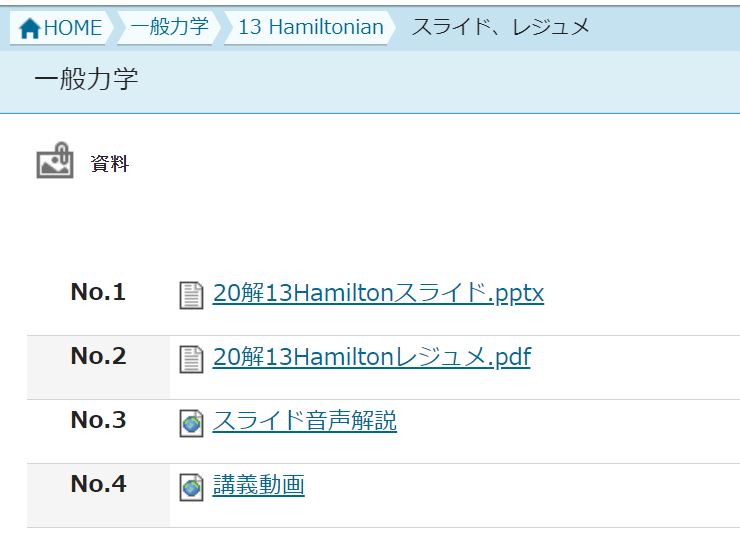 HOME 一般力学 13 Hamiltonian スライド、レジュメ
一般力学
資料
No.1 20解13Hamiltonスライド.pptx
No.2 20解13Hamiltonレジュメ.pdf
No.3 スライド音声解説
No.4 講義動画